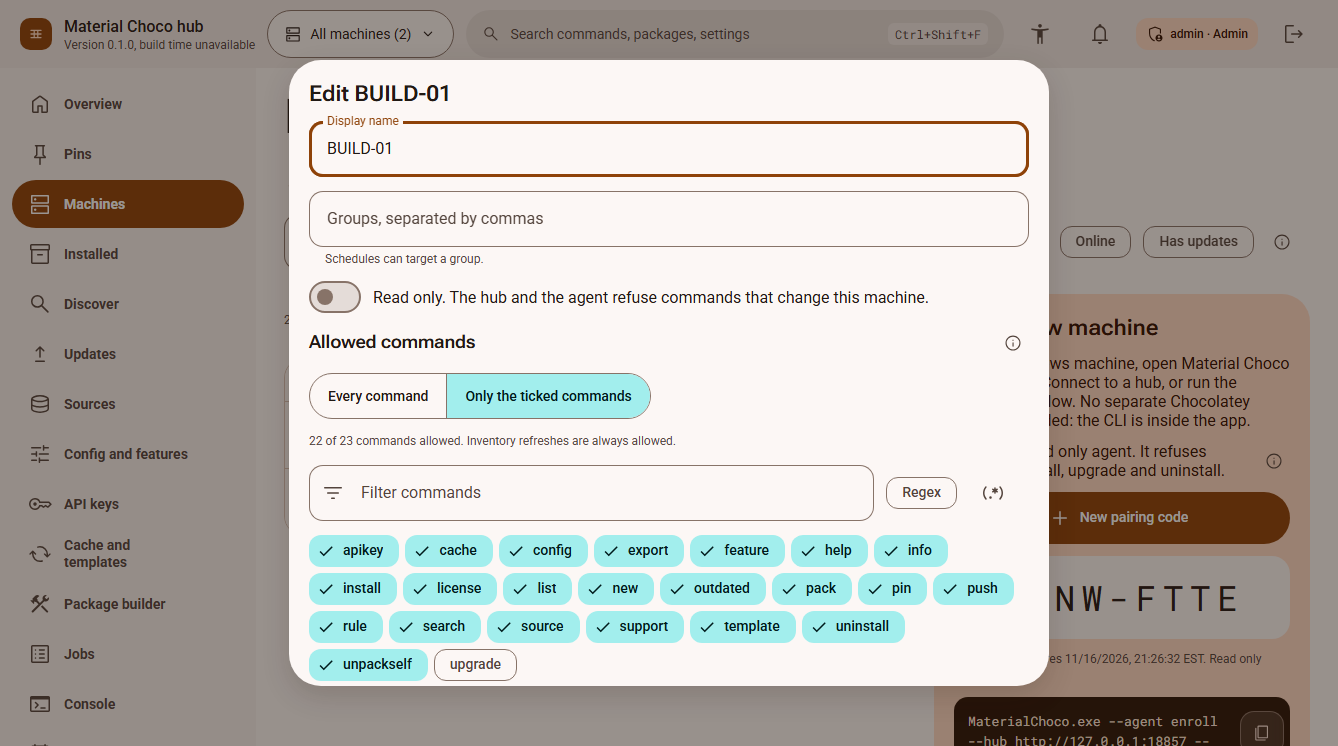 Material Choco hub
Version 0.1.0, build time unavailable
All machines (2)
Search commands, packages, settings
Ctrl+Shift+F
admin · Admin
Overview
Pins
Machines
Installed
Discover
Updates
Sources
Config and features
API keys
Cache and
templates
Package builder
Jobs
Console
Edit BUILD-01
Display name
BUILD-01
Groups, separated by commas
Schedules can target a group.
Read only. The hub and the agent refuse commands that change this machine.
Allowed commands
Every command
Only the ticked commands
22 of 23 commands allowed. Inventory refreshes are always allowed.
Filter commands
Regex
(.*)
apikey cache config export feature help info
install license list new outdated pack pin push
rule search source support template uninstall
unpackself upgrade
Online
Has updates
machine
machine, open Material Choco
Connect to a hub, or run the
No separate Chocolatey
the CLI is inside the app.
only agent. It refuses
upgrade and uninstall.
New pairing code
NW-FTTE
11/16/2026, 21:26:32 EST. Read only
MaterialChoco.exe --agent enroll
--hub http://127.0.0.1:18857 --